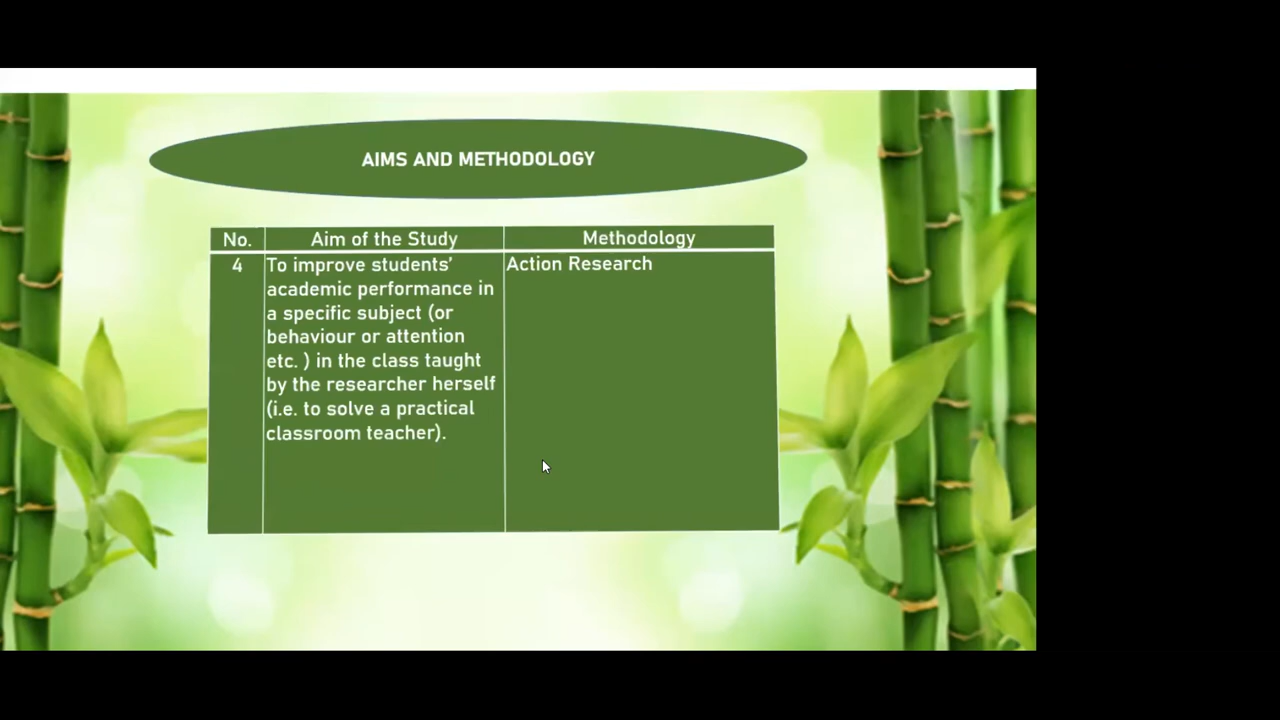 AIMS AND METHODOLOGY
No. Aim of the Study Methodology
4 To improve students' Action Research
academic performance in
a specific subject (or
behaviour or attention
etc. ) in the class taught
by the researcher herself
(i.e. to solve a practical
classroom teacher).